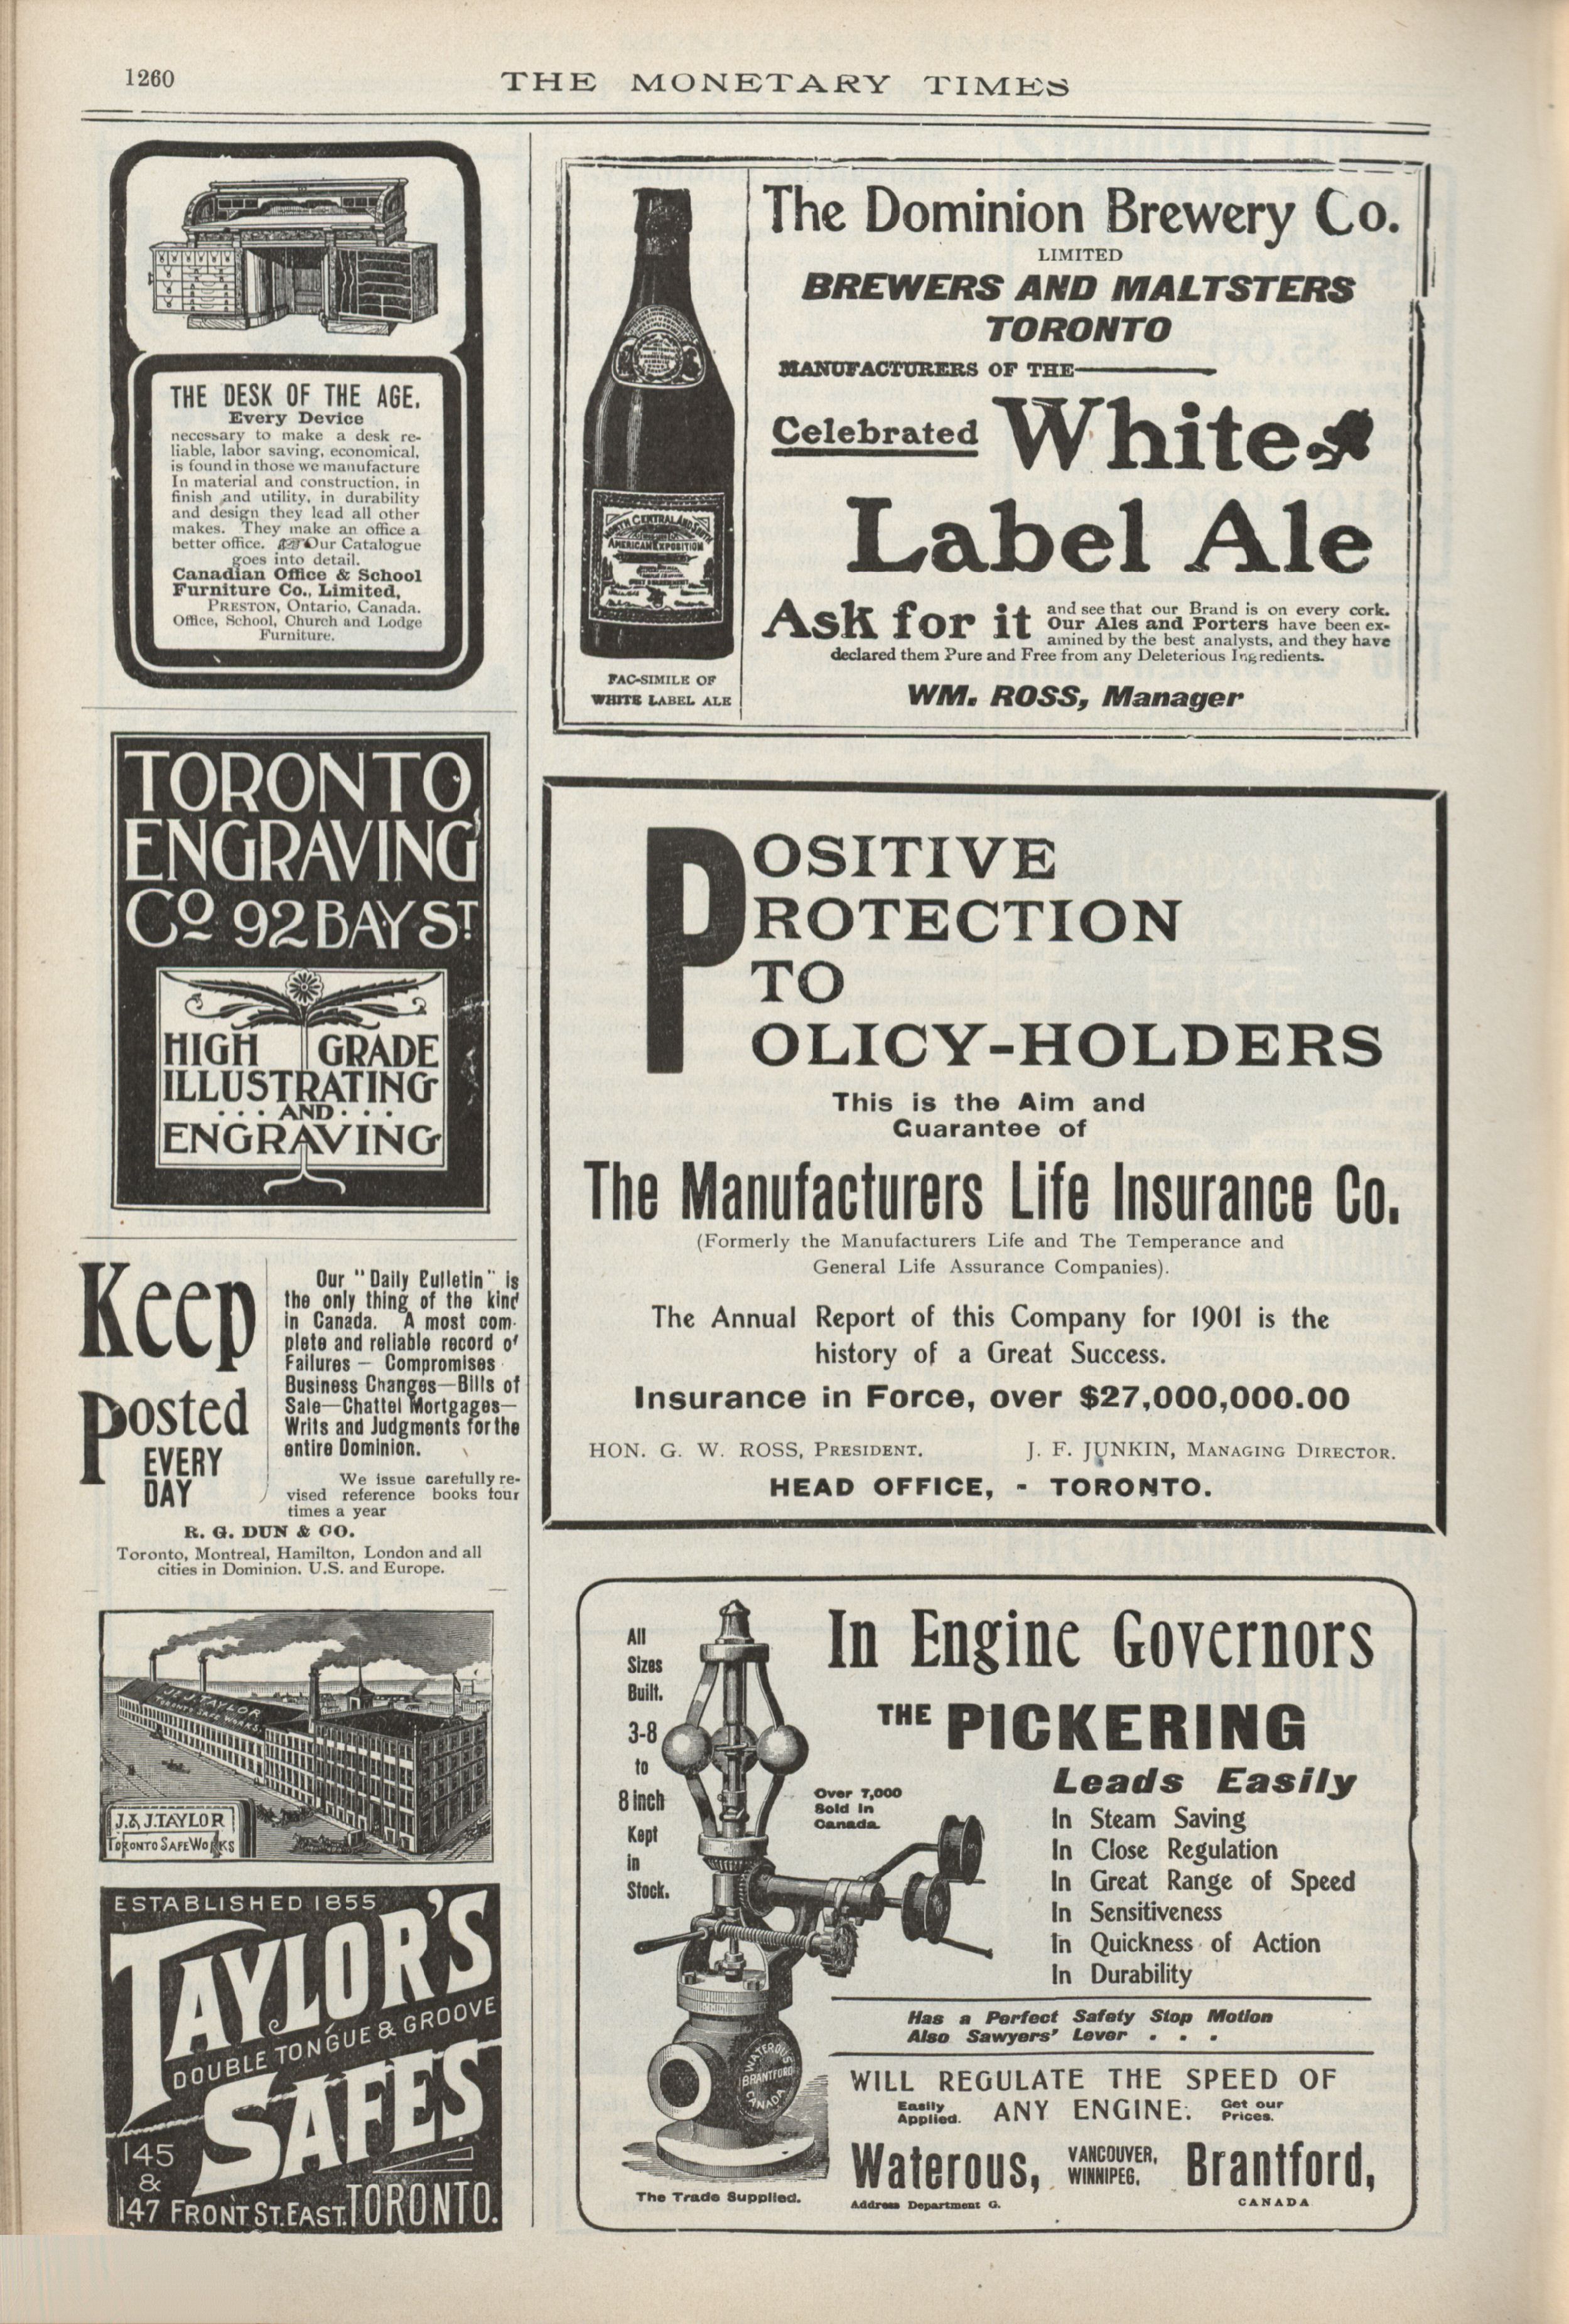 1260
THE MONETARY TIMES
THE DESK OF THE AGE.
Every Device
necessary to make a desk re-
liable, labor saving, economical,
is found in those we manufacture
In material and construction, in
finish and utility, in durability
and design they lead all other
makes. They make an office a
better office. Our Catalogue
goes into detail.
Canadian Office & School
Furniture Co., Limited,
PRESTON, Ontario, Canada.
Office, School, Church and Lodge
Furniture.
TORONTO
ENGRAVING
Co 92 BAY ST.
HIGH GRADE
ILLUSTRATING
... AND ...
ENGRAVING
Keep
Posted
EVERY
DAY
Our "Daily Bulletin" is
the only thing of the kind
in Canada. A most com-
plete and reliable record of
Failures — Compromises
Business Changes—Bills of
Sale—Chattel Mortgages—
Writs and Judgments for the
entire Dominion.
We issue carefully re-
vised reference books four
times a year
R. G. DUN & CO.
Toronto, Montreal, Hamilton, London and all
cities in Dominion. U.S. and Europe.
J. & J. TAYLOR
TORONTO SAFE WORKS.
J. & J. TAYLOR
TORONTO SAFE WORKS
ESTABLISHED 1855
TAYLOR'S
DOUBLE TONGUE & GROOVE
SAFES
145
&
147 FRONT ST. EAST. TORONTO.
The Dominion Brewery Co.
LIMITED
BREWERS AND MALTSTERS
TORONTO
MANUFACTURERS OF THE
Celebrated White
Label Ale
Ask for it and see that our Brand is on every cork.
Our Ales and Porters have been ex-
amined by the best analysts, and they have
declared them Pure and Free from any Deleterious Ingredients.
WM. ROSS, Manager
NORTH CENTRAL AND SOUTH
AMERICAN EXPOSITION
FAC-SIMILE OF
WHITE LABEL ALE
POSITIVE
ROTECTION
TO
OLICY-HOLDERS
This is the Aim and
Guarantee of
The Manufacturers Life Insurance Co.
(Formerly the Manufacturers Life and The Temperance and
General Life Assurance Companies).
The Annual Report of this Company for 1901 is the
history of a Great Success.
Insurance in Force, over $27,000,000.00
HON. G. W. ROSS, PRESIDENT. J. F. JUNKIN, MANAGING DIRECTOR.
HEAD OFFICE, - TORONTO.
All
Sizes
Built.
3-8
to
8 inch
Kept
in
Stock.
In Engine Governors
THE PICKERING
Leads Easily
Over 7,000
Sold in
Canada.
In Steam Saving
In Close Regulation
In Great Range of Speed
In Sensitiveness
In Quickness of Action
In Durability
Has a Perfect Safety Stop Motion
Also Sawyers' Lever . . .
WILL REGULATE THE SPEED OF
Easily
Applied.
ANY ENGINE.
Get our
Prices.
WATEROUS
BRANTFORD
CANADA
Waterous, VANCOUVER,
WINNIPEG. Brantford,
The Trade Supplied.
Address Department G.
CANADA